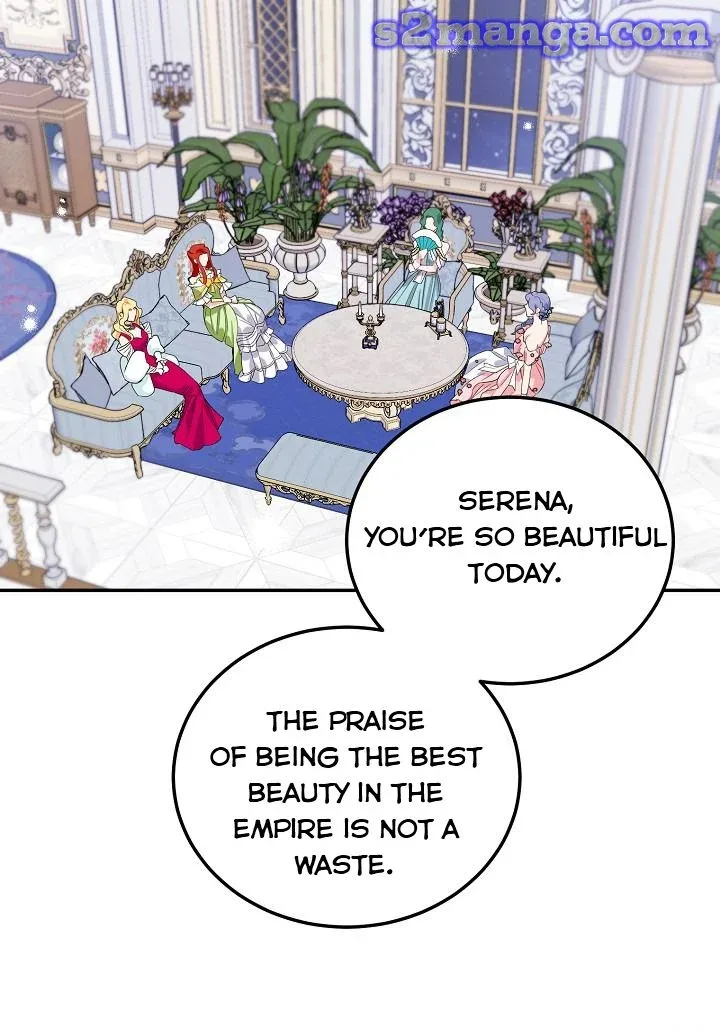 s2manga.com
SERENA,
YOU'RE SO BEAUTIFUL
TODAY.
THE PRAISE
OF BEING THE BEST
BEAUTY IN THE
EMPIRE IS NOT A
WASTE.